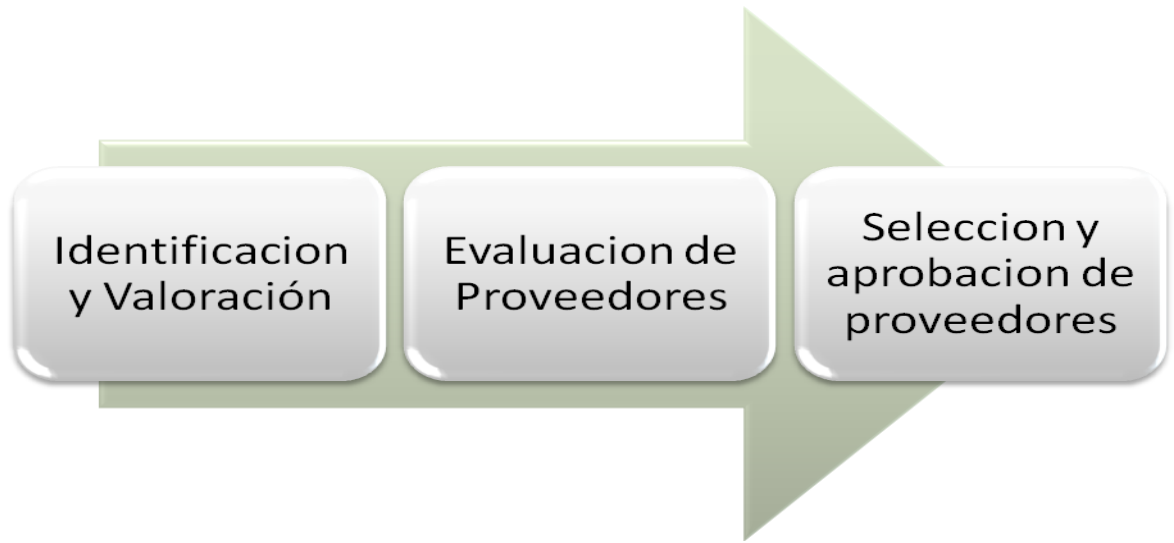 Identificacion
y Valoración
Evaluacion de
Proveedores
Seleccion y
aprobacion de
proveedores